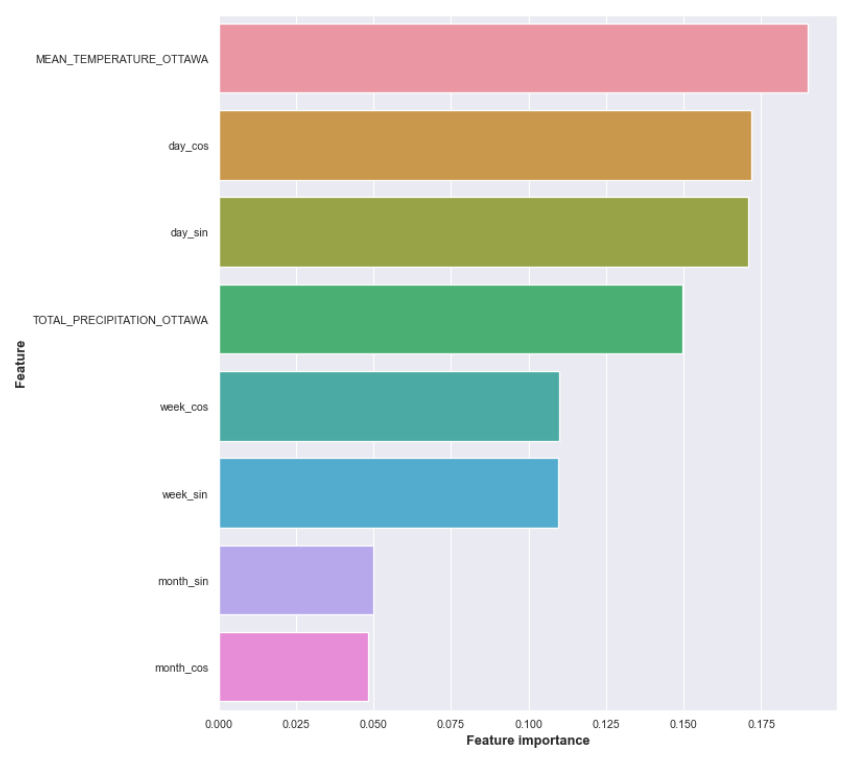 MEAN_TEMPERATURE_OTTAWA
day_cos
day_sin
TOTAL_PRECIPITATION_OTTAWA
week_cos
week_sin
month_sin
month_cos
Feature
0.000 0.025 0.050 0.075 0.100 0.125 0.150 0.175
Feature importance